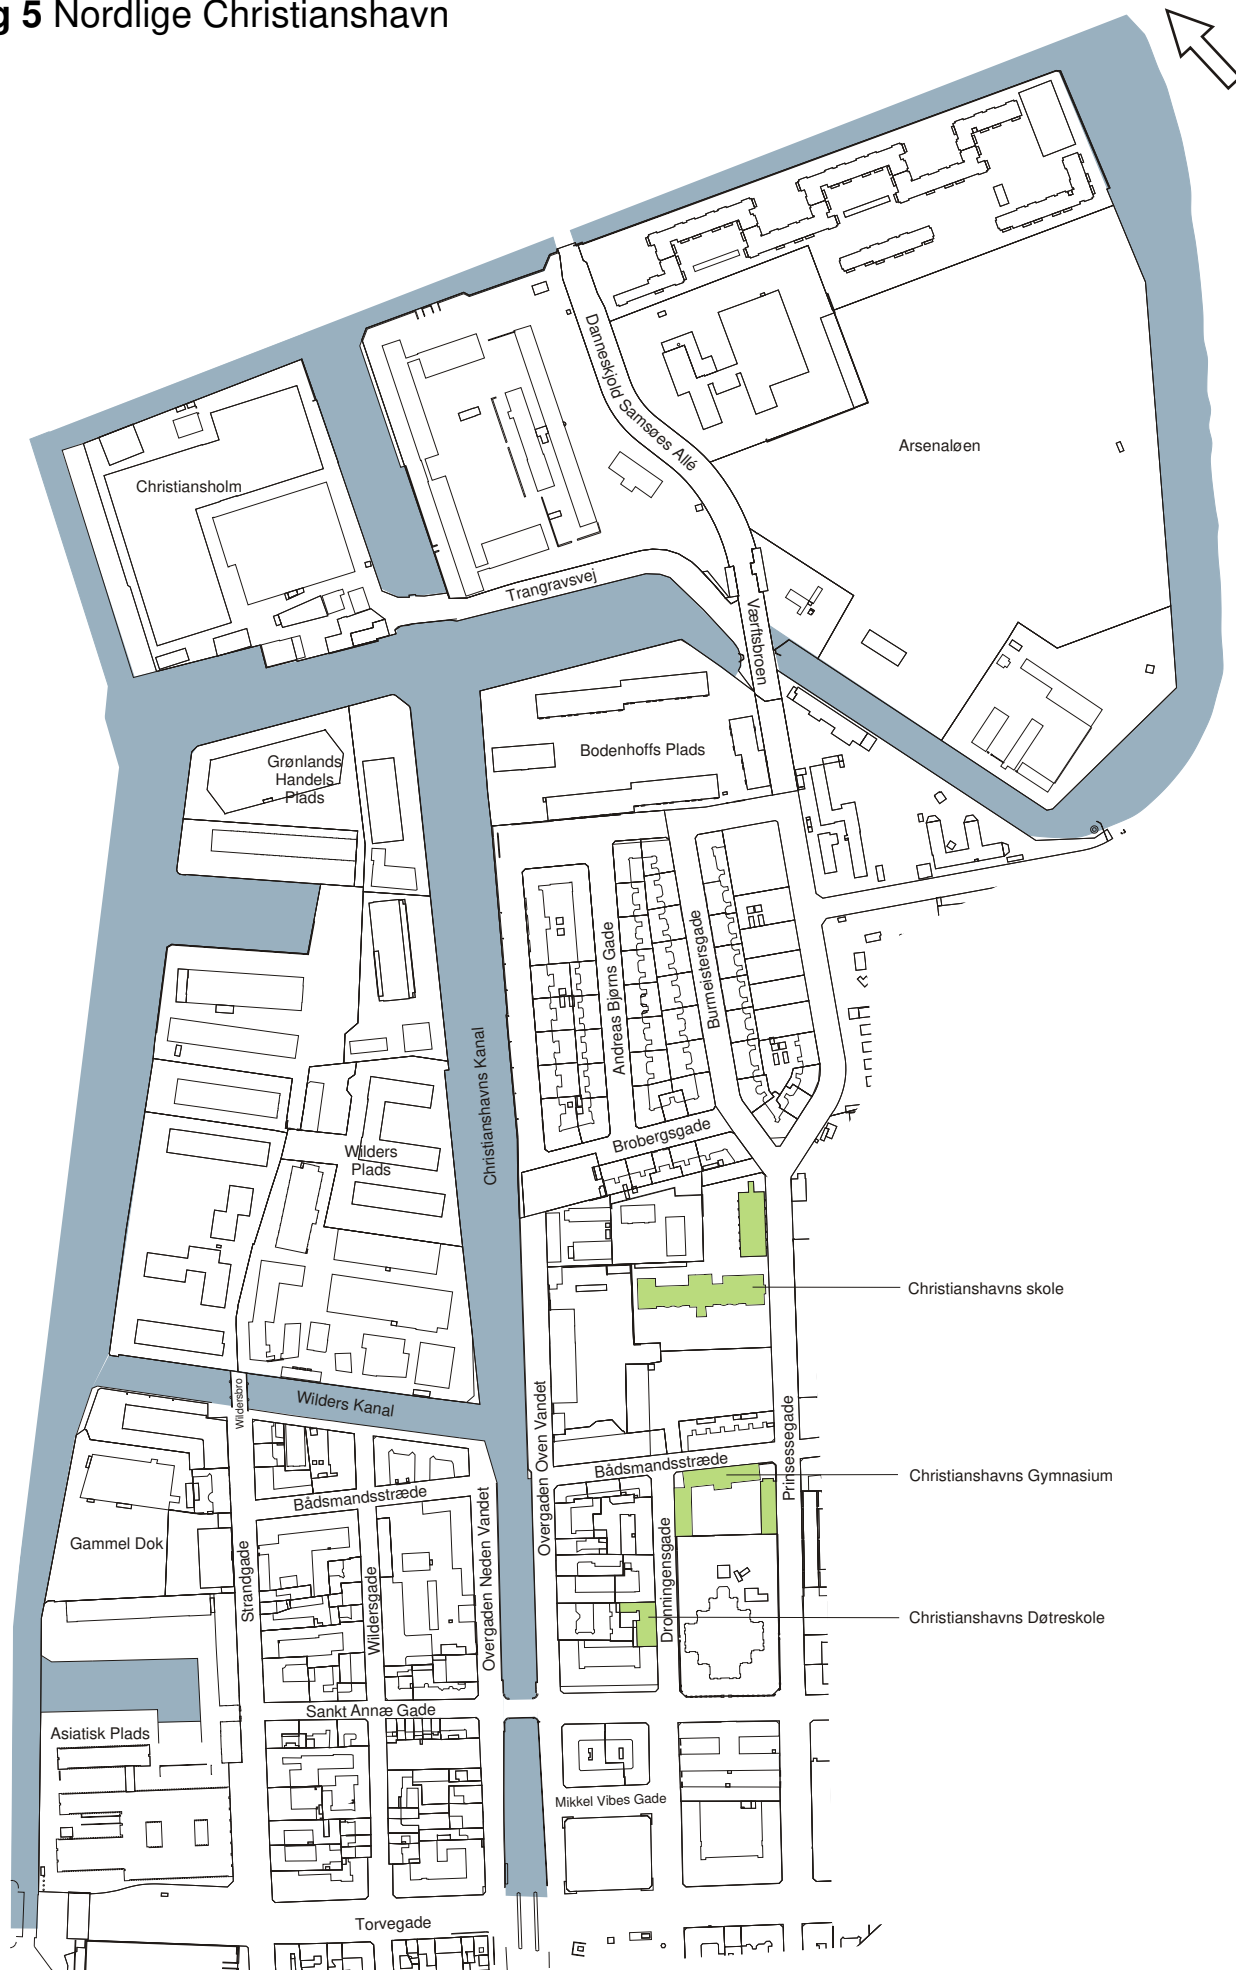 g 5 Nordlige Christianshavn
Danneskjold Samsøes Allé
Arsenaløen
Christiansholm
Trangravsvej
Værftsbroen
Bodenhoffs Plads
Grønlands
Handels
Plads
Andreas Bjørns Gade
Burmeistersgade
Christianshavns Kanal
Brobergsgade
Wilders
Plads
Christianshavns skole
Wildersbro
Wilders Kanal
Overgaden Oven Vandet
Prinsessegade
Bådsmandsstræde
Christianshavns Gymnasium
Bådsmandsstræde
Gammel Dok
Strandgade
Wildersgade
Overgaden Neden Vandet
Dronningensgade
Christianshavns Døtreskole
Sankt Annæ Gade
Asiatisk Plads
Mikkel Vibes Gade
Torvegade